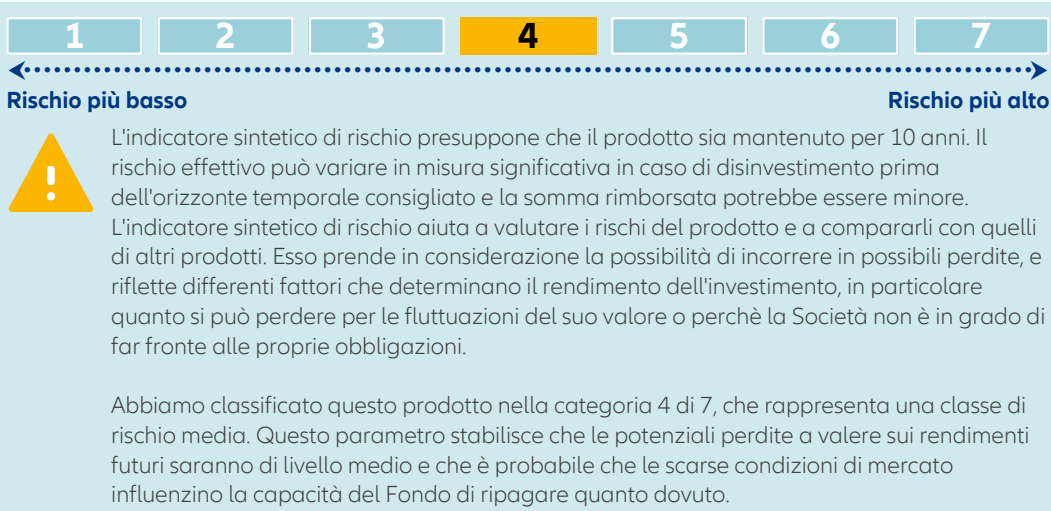 1 2 3 4 5 6 7
Rischio più basso Rischio più alto
L'indicatore sintetico di rischio presuppone che il prodotto sia mantenuto per 10 anni. Il
rischio effettivo può variare in misura significativa in caso di disinvestimento prima
dell'orizzonte temporale consigliato e la somma rimborsata potrebbe essere minore.
L'indicatore sintetico di rischio aiuta a valutare i rischi del prodotto e a compararli con quelli
di altri prodotti. Esso prende in considerazione la possibilità di incorrere in possibili perdite, e
riflette differenti fattori che determinano il rendimento dell'investimento, in particolare
quanto si può perdere per le fluttuazioni del suo valore o perchè la Società non è in grado di
far fronte alle proprie obbligazioni.
Abbiamo classificato questo prodotto nella categoria 4 di 7, che rappresenta una classe di
rischio media. Questo parametro stabilisce che le potenziali perdite a valere sui rendimenti
futuri saranno di livello medio e che è probabile che le scarse condizioni di mercato
influenzino la capacità del Fondo di ripagare quanto dovuto.